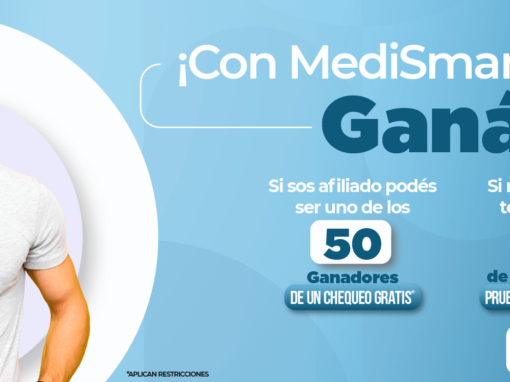 ¡Con MediSmar
Ganá
Si sos afiliado podés
ser uno de los
50
Ganadores
DE UN CHEQUEO GRATIS*
Si
te
de
PRUE
*APLICAN RESTRICCIONES